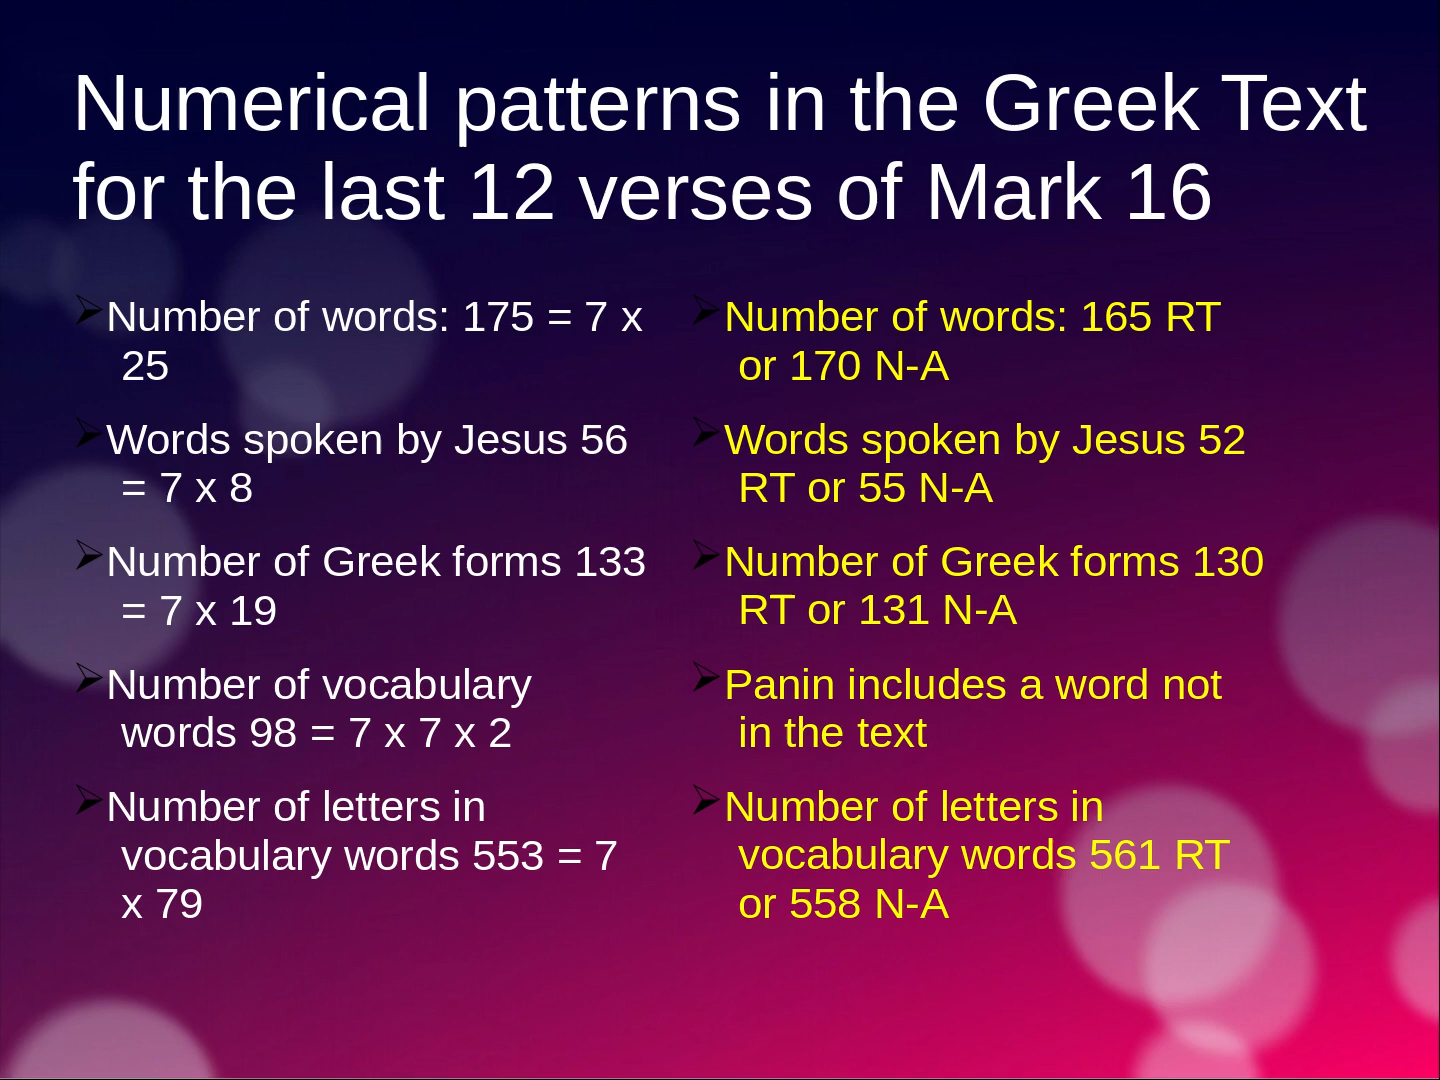 Numerical patterns in the Greek Text
for the last 12 verses of Mark 16
Number of words: 175 = 7 x
25
Words spoken by Jesus 56
= 7 x 8
Number of Greek forms 133
= 7 x 19
Number of vocabulary
words 98 = 7 x 7 x 2
Number of letters in
vocabulary words 553 = 7
x 79
Number of words: 165 RT
or 170 N-A
Words spoken by Jesus 52
RT or 55 N-A
Number of Greek forms 130
RT or 131 N-A
Panin includes a word not
in the text
Number of letters in
vocabulary words 561 RT
or 558 N-A